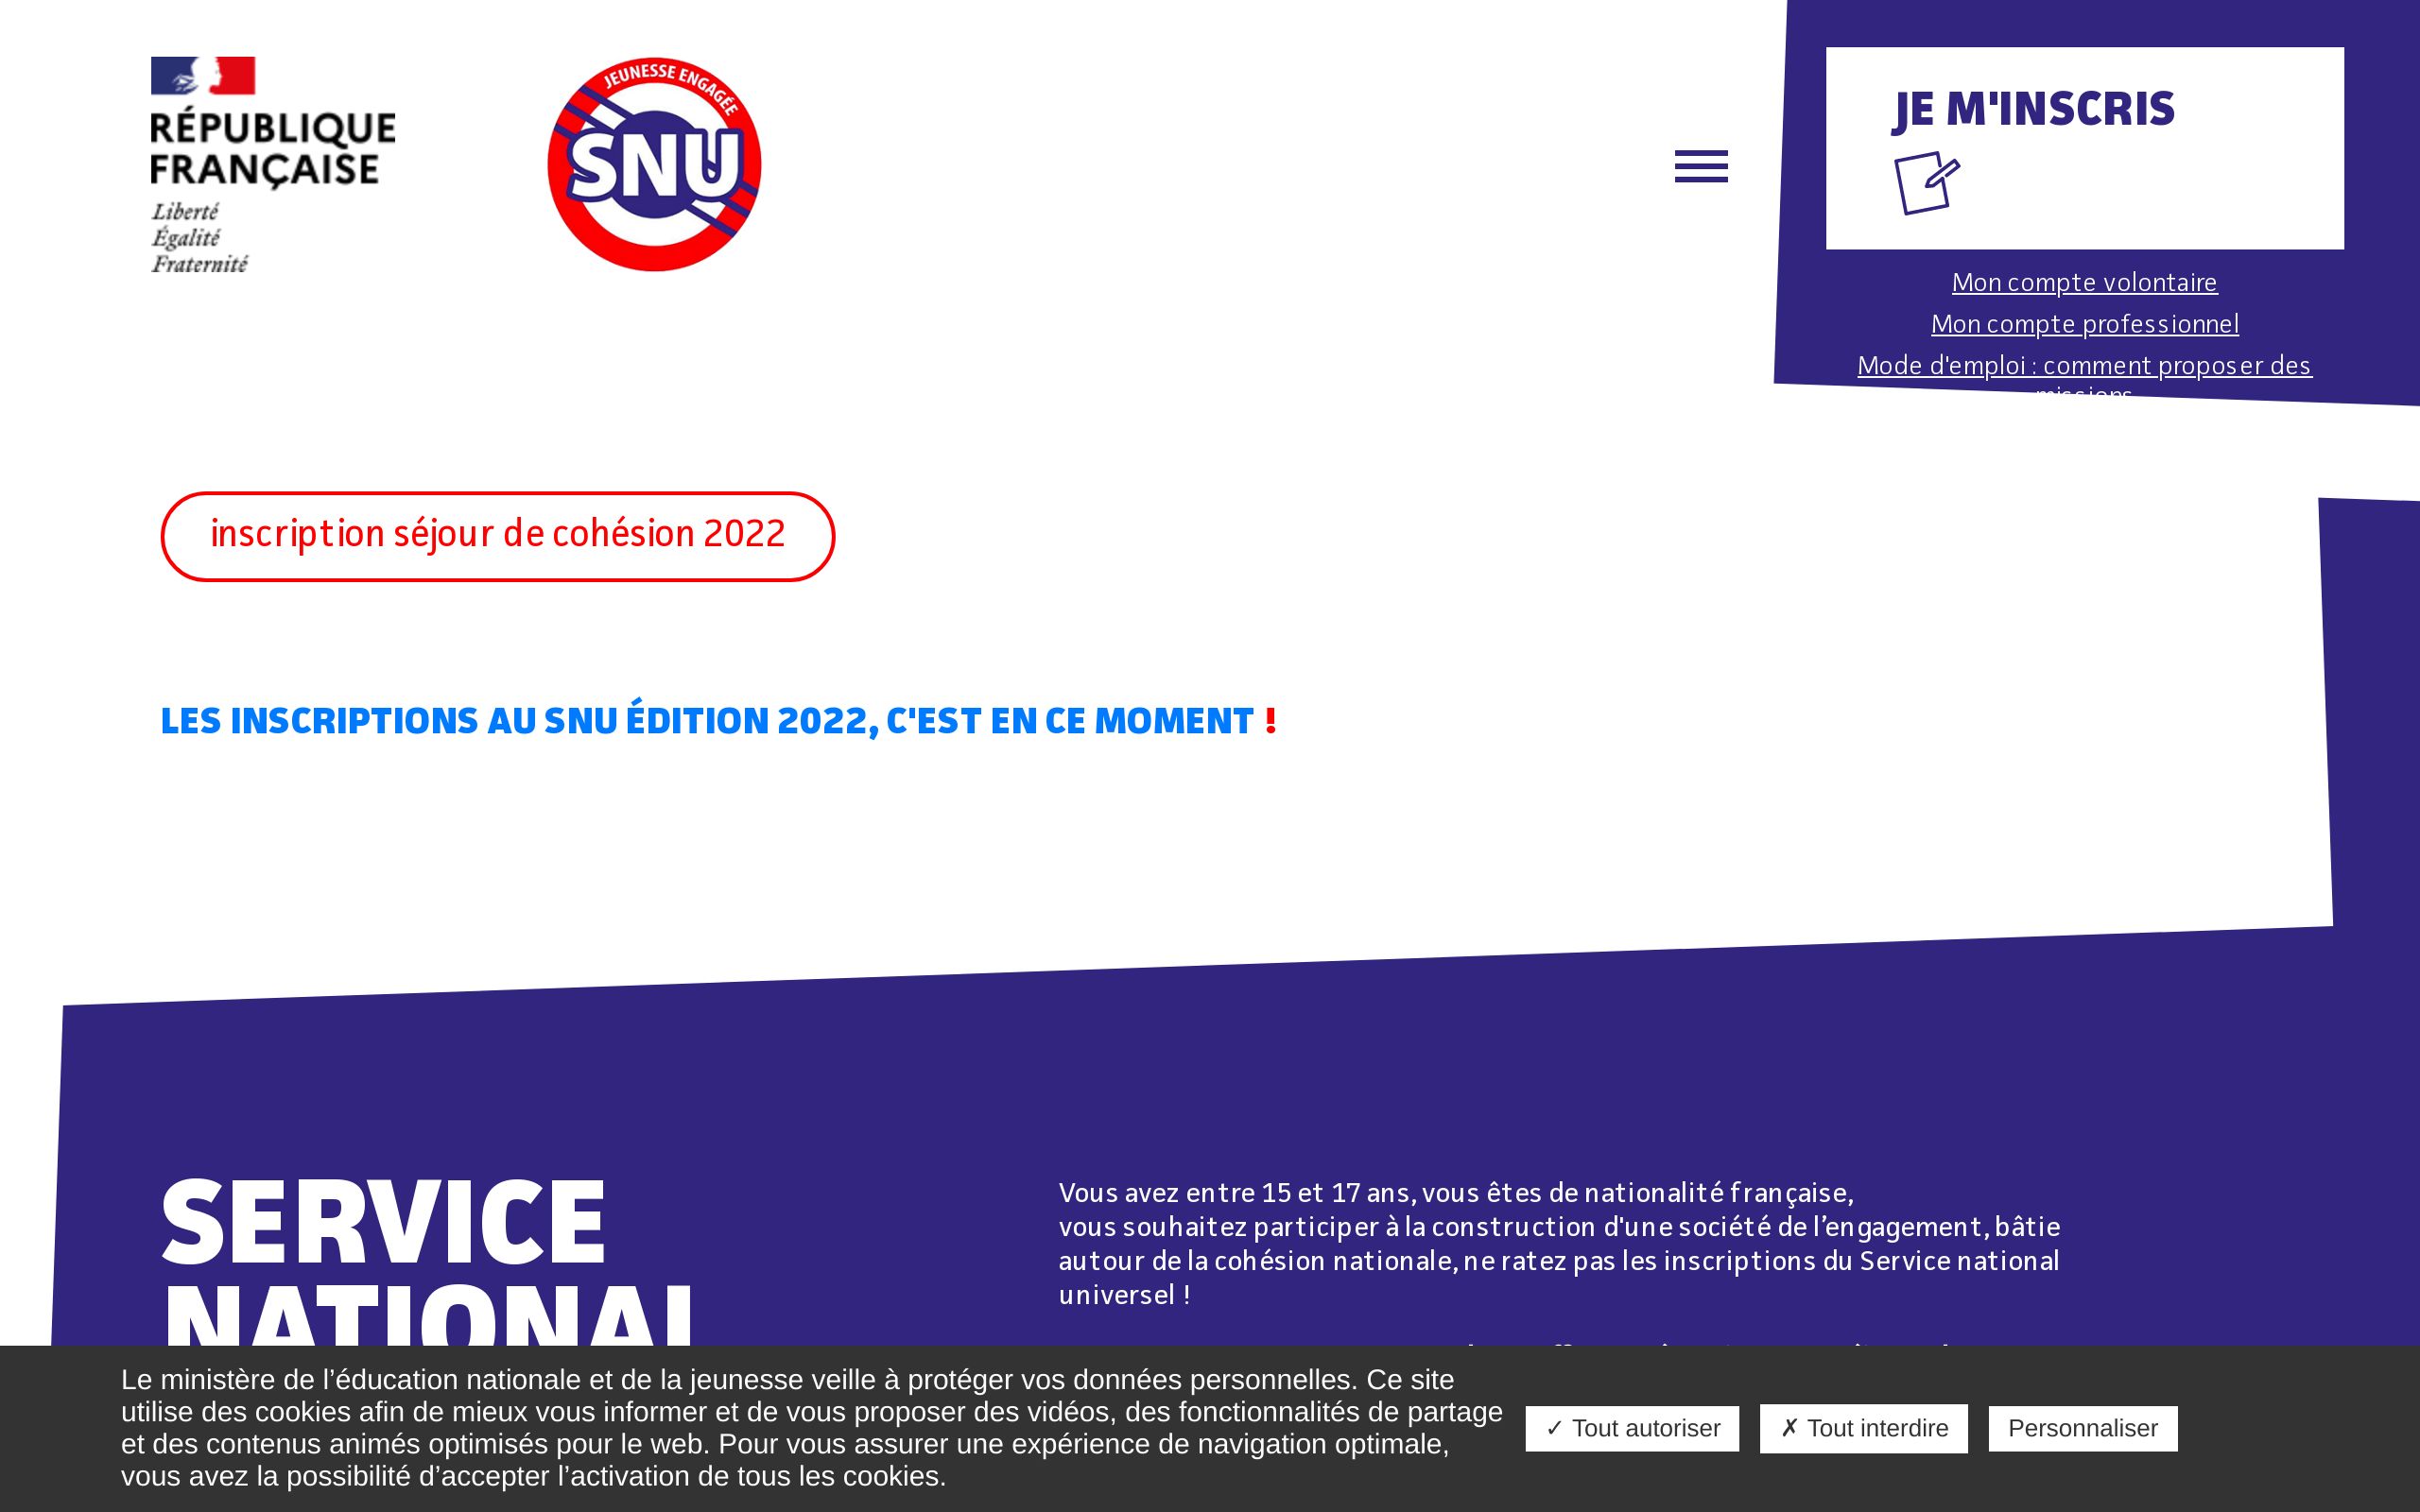 RÉPUBLIQUE
FRANÇAISE
Liberté
Égalité
Fraternité
JEUNESSE ENGAGÉE
SNU
JE M'INSCRIS
Mon compte volontaire
Mon compte professionnel
Mode d'emploi : comment proposer des
missions
inscription séjour de cohésion 2022
LES INSCRIPTIONS AU SNU ÉDITION 2022, C'EST EN CE MOMENT !
SERVICE
NATIONAL
Vous avez entre 15 et 17 ans, vous êtes de nationalité française,
vous souhaitez participer à la construction d'une société de l’engagement, bâtie
autour de la cohésion nationale, ne ratez pas les inscriptions du Service national
universel !
Le ministère de l’éducation nationale et de la jeunesse veille à protéger vos données personnelles. Ce site
utilise des cookies afin de mieux vous informer et de vous proposer des vidéos, des fonctionnalités de partage
et des contenus animés optimisés pour le web. Pour vous assurer une expérience de navigation optimale,
vous avez la possibilité d’accepter l’activation de tous les cookies.
✓ Tout autoriser
✗ Tout interdire
Personnaliser